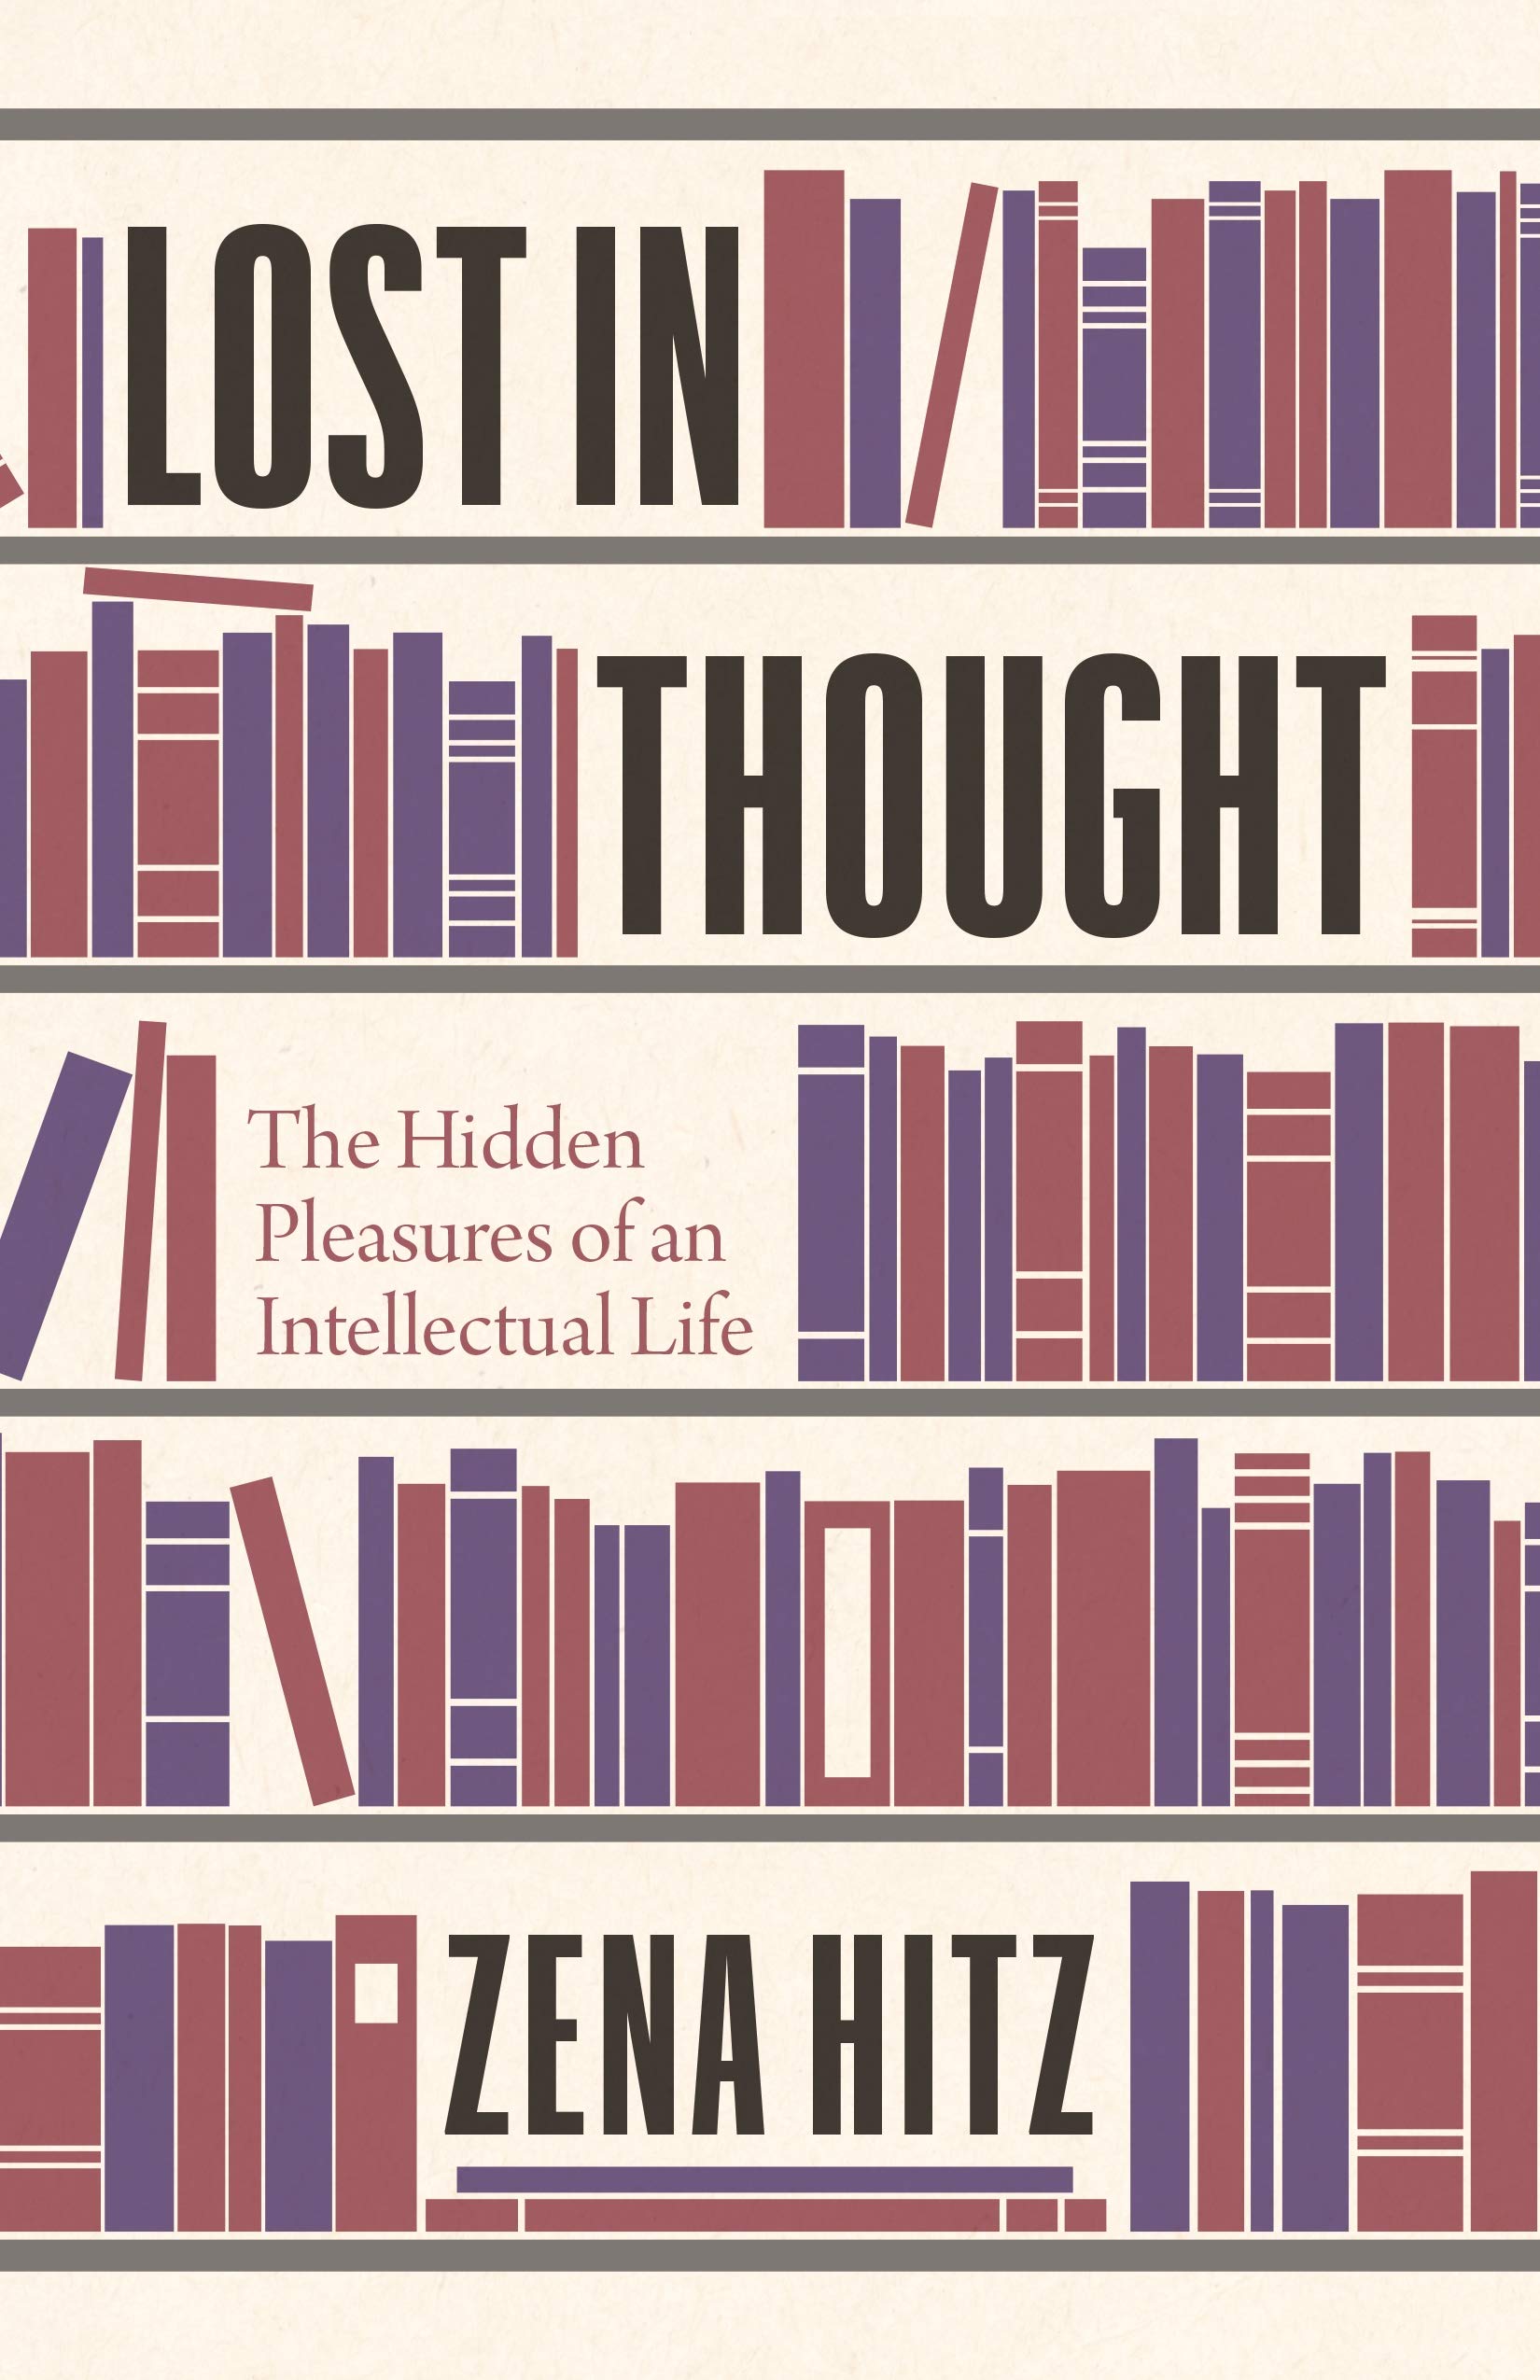 LOST IN
THOUGHT
The Hidden
Pleasures of an
Intellectual Life
ZENA HITZ